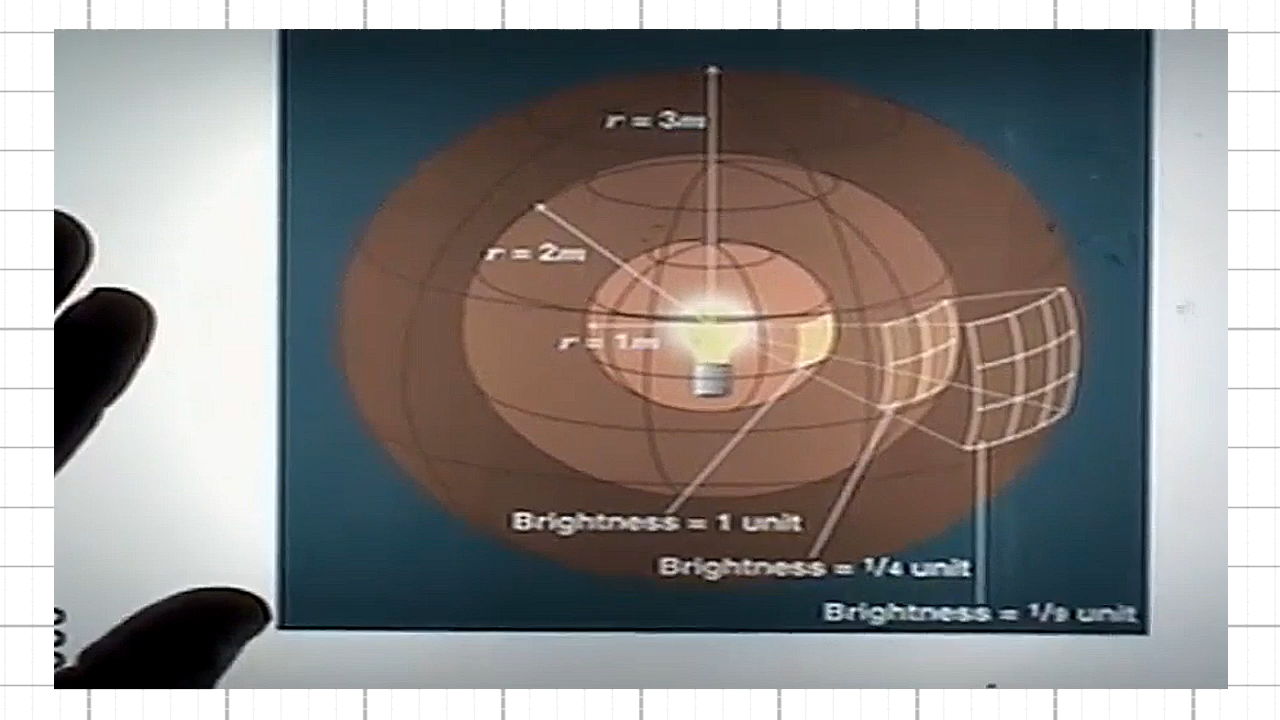 r = 3m
r = 2m
r = 1m
Brightness = 1 unit
Brightness = 1/4 unit
Brightness = 1/9 unit